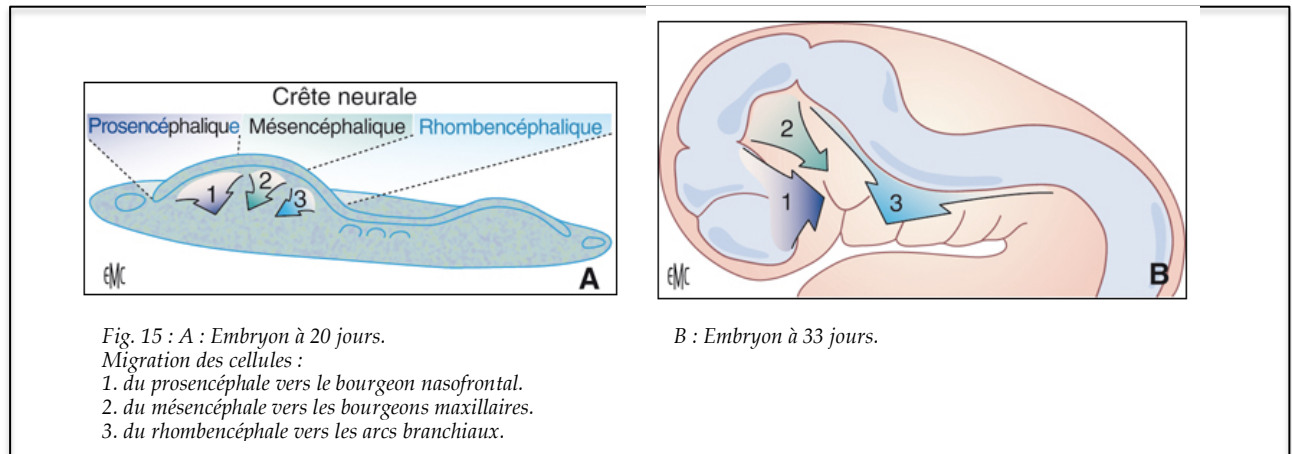 Crête neurale
Prosencéphalique Mésencéphalique Rhombencéphalique
1
2
3
EMC
A
2
1
3
EMC
B
Fig. 15 : A : Embryon à 20 jours.
Migration des cellules :
1. du prosencéphale vers le bourgeon nasofrontal.
2. du mésencéphale vers les bourgeons maxillaires.
3. du rhombencéphale vers les arcs branchiaux.
B : Embryon à 33 jours.